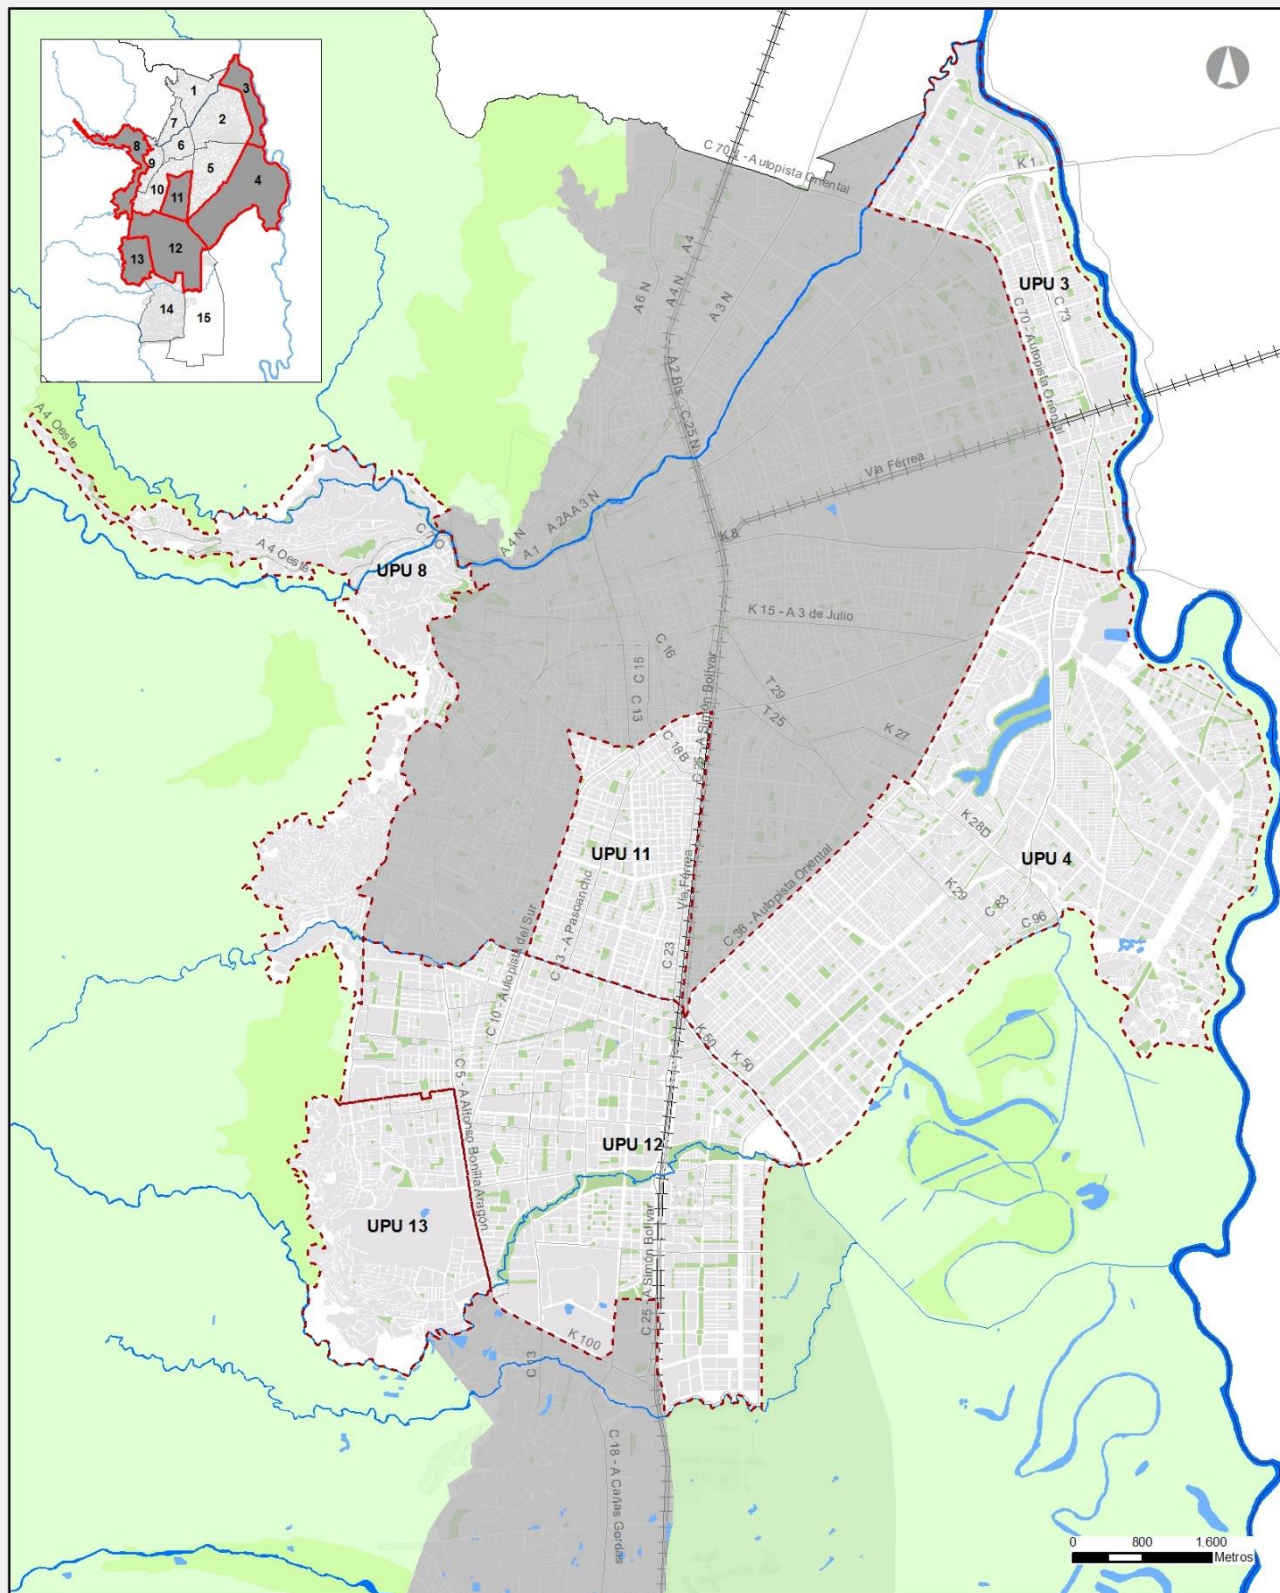 1
2
3
4
5
6
7
8
9
10
11
12
13
14
15
C 70 1 - Autopista Oriental
K 1
UPU 3
C 73
C 70 - Autopista Oriental
A 6 N
A 4 N
A 4
A 3 N
A 2 Bis
C 25 N
Vía Férrea
A 4 Oeste
A 4 Oeste
C 7 O
UPU 8
A 4 N
A 1
A 3 N
K 8
K 15 - A 3 de Julio
C 16
C 15
C 13
T 29
T 25
K 27
C 18B
C 25 - A Simón Bolívar
UPU 11
Vía Férrea
C 23
C 36 - Autopista Oriental
K 28D
K 29
UPU 4
C 83
C 96
C 10 - Autopista del Sur
C 13 - A Pasoancho
K 50
K 50
C 5 - A Alfonso Bonilla Aragón
UPU 12
UPU 13
C 25 - A Simón Bolívar
K 100
C 13
C 18 - A Cañas Gordas
0 800 1.600
Metros